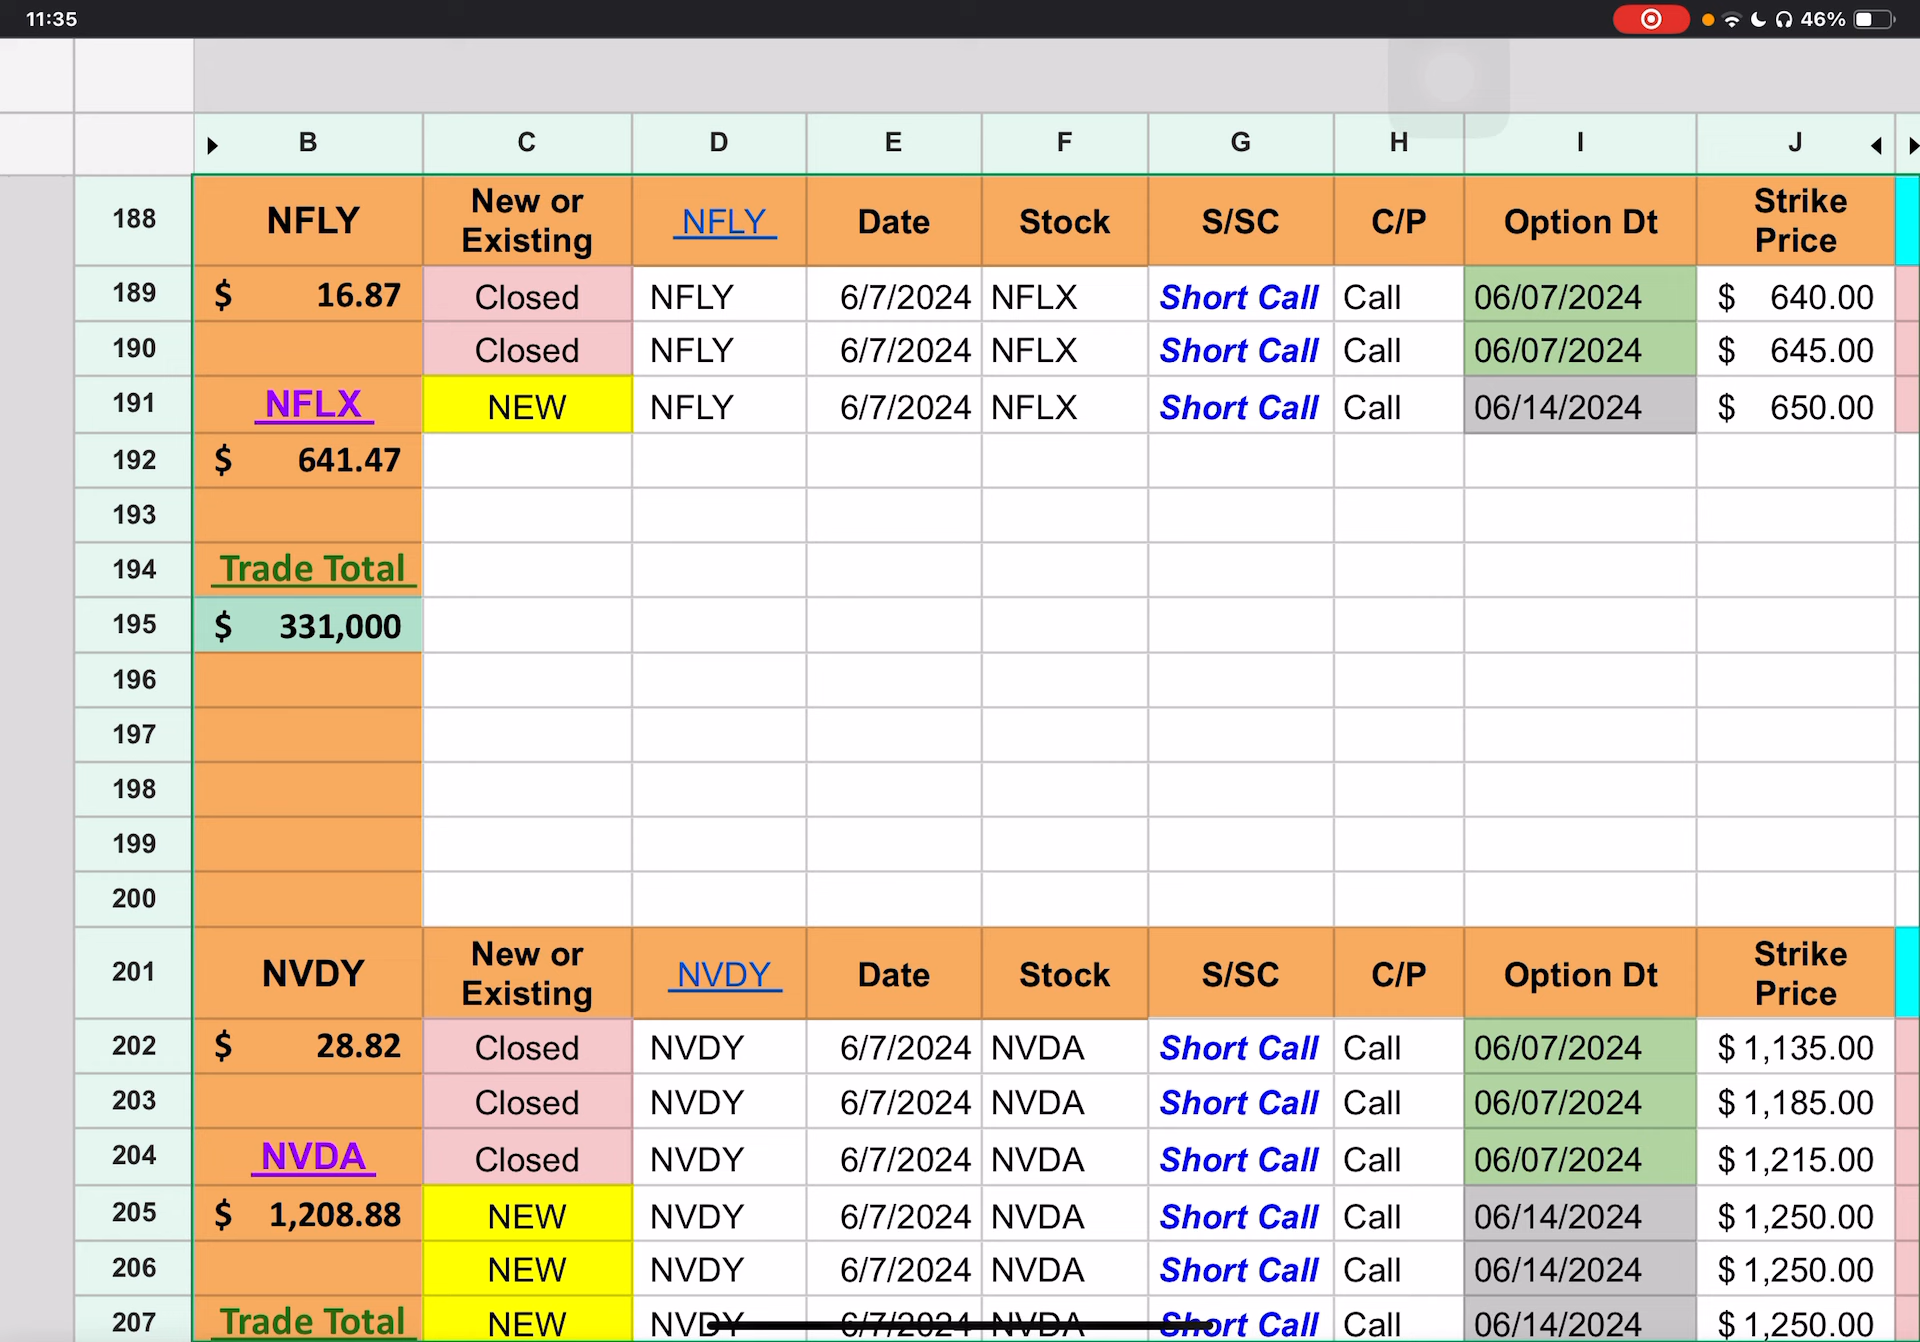 11:35 46%
B C D E F G H I J
188 NFLY New or Existing NFLY Date Stock S/SC C/P Option Dt Strike Price
189 $ 16.87 Closed NFLY 6/7/2024 NFLX Short Call Call 06/07/2024 $ 640.00
190 Closed NFLY 6/7/2024 NFLX Short Call Call 06/07/2024 $ 645.00
191 NFLX NEW NFLY 6/7/2024 NFLX Short Call Call 06/14/2024 $ 650.00
192 $ 641.47
193
194 Trade Total
195 $ 331,000
196
197
198
199
200
201 NVDY New or Existing NVDY Date Stock S/SC C/P Option Dt Strike Price
202 $ 28.82 Closed NVDY 6/7/2024 NVDA Short Call Call 06/07/2024 $ 1,135.00
203 Closed NVDY 6/7/2024 NVDA Short Call Call 06/07/2024 $ 1,185.00
204 NVDA Closed NVDY 6/7/2024 NVDA Short Call Call 06/07/2024 $ 1,215.00
205 $ 1,208.88 NEW NVDY 6/7/2024 NVDA Short Call Call 06/14/2024 $ 1,250.00
206 NEW NVDY 6/7/2024 NVDA Short Call Call 06/14/2024 $ 1,250.00
207 Trade Total NEW NVDY 6/7/2024 NVDA Short Call Call 06/14/2024 $ 1,250.00